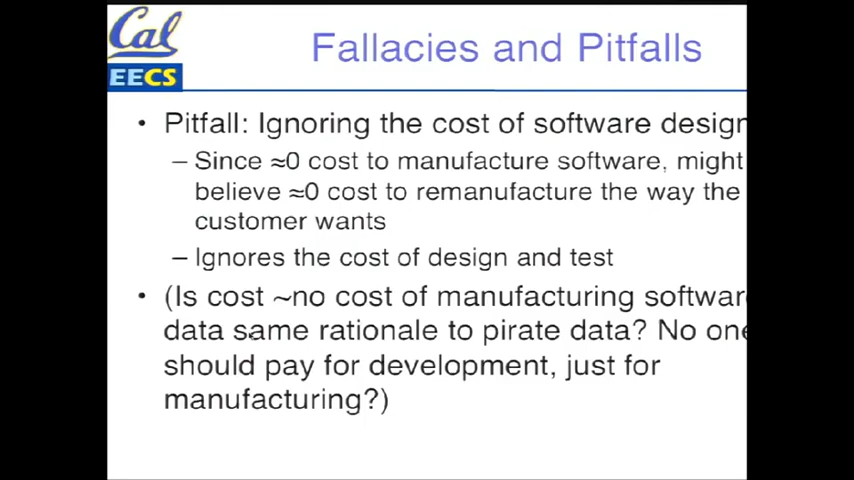 Cal
EECS
Fallacies and Pitfalls
• Pitfall: Ignoring the cost of software design
– Since ≈0 cost to manufacture software, might
believe ≈0 cost to remanufacture the way the
customer wants
– Ignores the cost of design and test
• (Is cost ~no cost of manufacturing softwar
data same rationale to pirate data? No one
should pay for development, just for
manufacturing?)